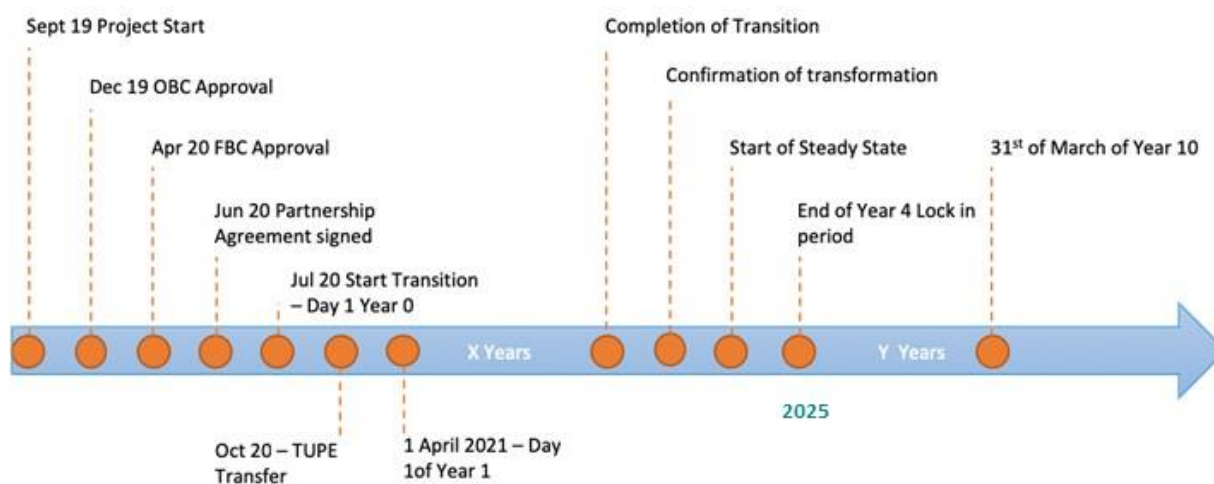 Sept 19 Project Start
Completion of Transition
Dec 19 OBC Approval
Confirmation of transformation
Apr 20 FBC Approval
Start of Steady State
31st of March of Year 10
Jun 20 Partnership
Agreement signed
End of Year 4 Lock in
period
Jul 20 Start Transition
– Day 1 Year 0
X Years
Y Years
2025
Oct 20 – TUPE
Transfer
1 April 2021 – Day
1of Year 1